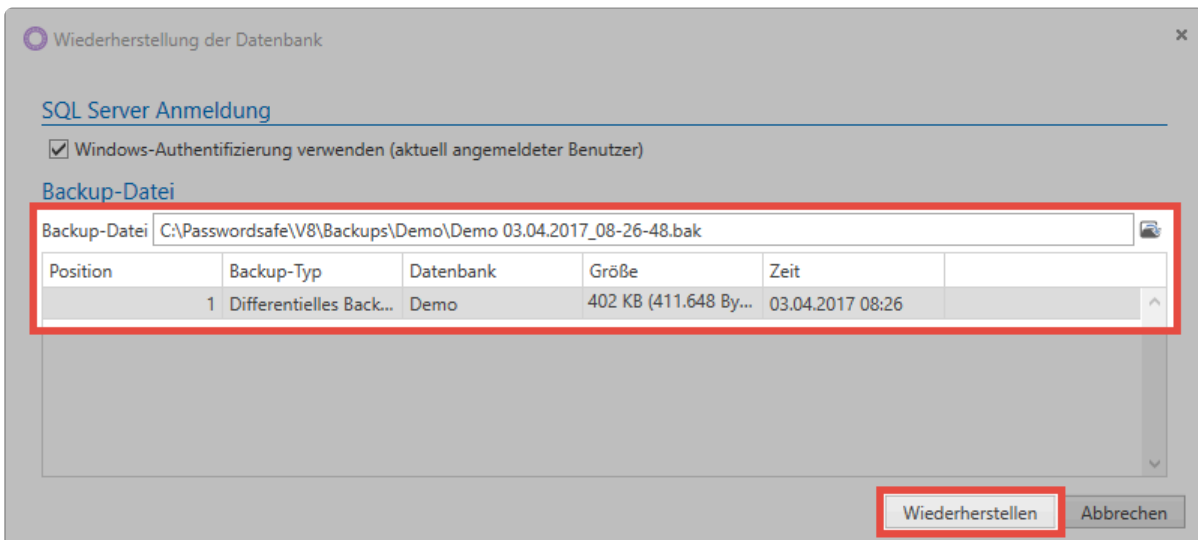 Wiederherstellung der Datenbank
SQL Server Anmeldung
Windows-Authentifizierung verwenden (aktuell angemeldeter Benutzer)
Backup-Datei
Backup-Datei C:\Passwordsafe\V8\Backups\Demo\Demo 03.04.2017_08-26-48.bak
Position Backup-Typ Datenbank Größe Zeit
1 Differentielles Back... Demo 402 KB (411.648 By... 03.04.2017 08:26
Wiederherstellen Abbrechen